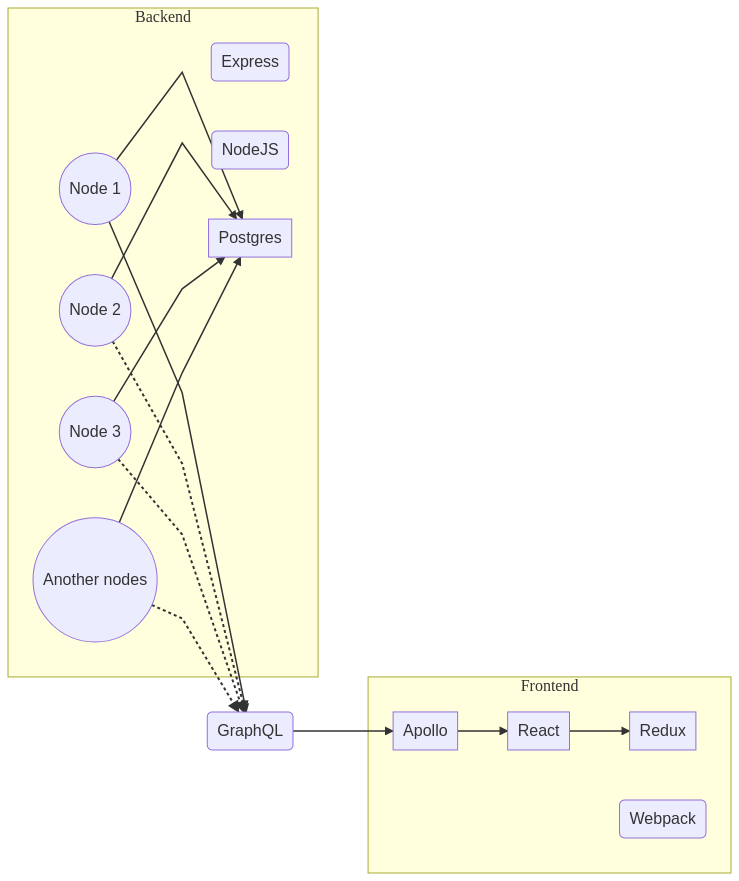 Backend
Express
NodeJS
Node 1
Postgres
Node 2
Node 3
Another nodes
Frontend
GraphQL
Apollo
React
Redux
Webpack